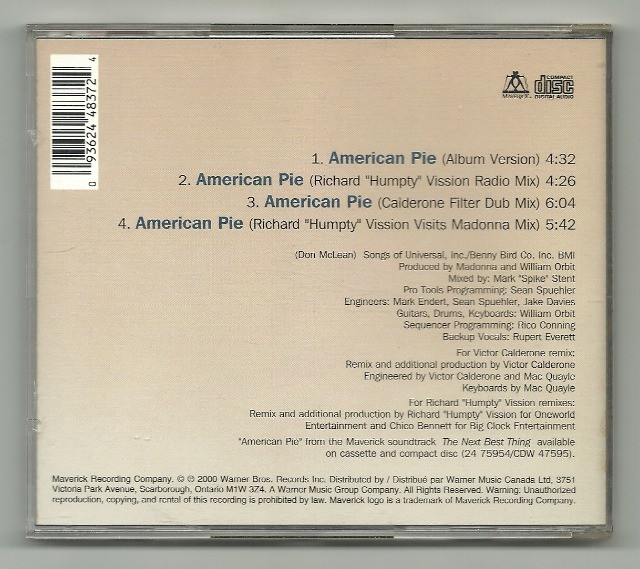 0 93624 48372 4
Maverick
COMPACT
disc
DIGITAL AUDIO
1. American Pie (Album Version) 4:32
2. American Pie (Richard "Humpty" Vission Radio Mix) 4:26
3. American Pie (Calderone Filter Dub Mix) 6:04
4. American Pie (Richard "Humpty" Vission Visits Madonna Mix) 5:42
(Don McLean) Songs of Universal, Inc./Benny Bird Co. Inc. BMI
Produced by Madonna and William Orbit
Mixed by: Mark "Spike" Stent
Pro Tools Programming: Sean Spuehler
Engineers: Mark Endert, Sean Spuehler, Jake Davies
Guitars, Drums, Keyboards: William Orbit
Sequencer Programming: Rico Conning
Backup Vocals: Rupert Everett
For Victor Calderone remix:
Remix and additional production by Victor Calderone
Engineered by Victor Calderone and Mac Quayle
Keyboards by Mac Quayle
For Richard "Humpty" Vission remixes:
Remix and additional production by Richard "Humpty" Vission for Oneworld
Entertainment and Chico Bennett for Big Clock Entertainment
"American Pie" from the Maverick soundtrack The Next Best Thing available
on cassette and compact disc (24 75954/CDW 47595).
Maverick Recording Company. © ℗ 2000 Warner Bros. Records Inc. Distributed by / Distribué par Warner Music Canada Ltd, 3751
Victoria Park Avenue, Scarborough, Ontario M1W 3Z4. A Warner Music Group Company. All Rights Reserved. Warning: Unauthorized
reproduction, copying, and rental of this recording is prohibited by law. Maverick logo is a trademark of Maverick Recording Company.